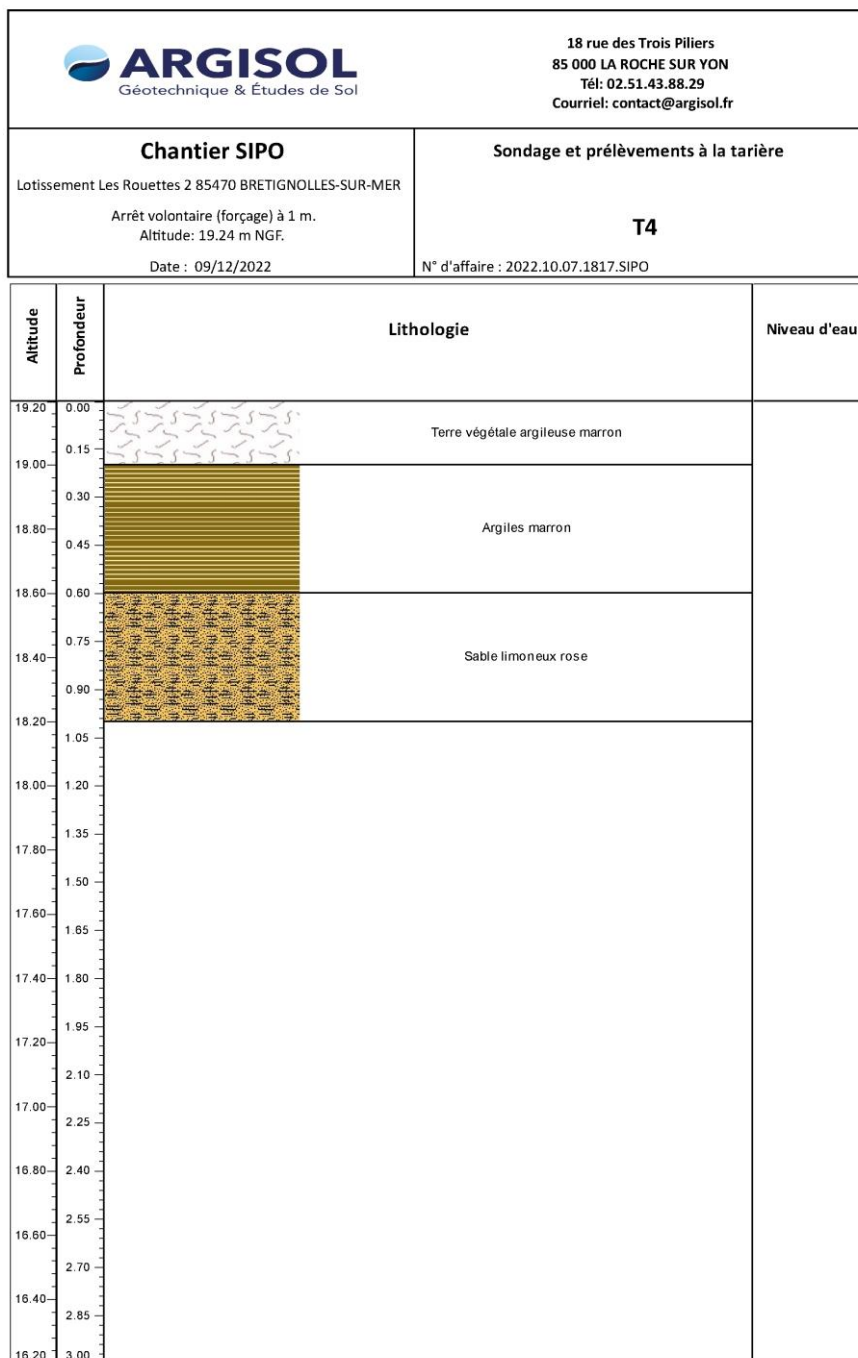 ARGISOL
Géotechnique & Études de Sol
18 rue des Trois Piliers
85 000 LA ROCHE SUR YON
Tél: 02.51.43.88.29
Courriel: contact@argisol.fr
Chantier SIPO
Lotissement Les Rouettes 2 85470 BRETIGNOLLES-SUR-MER
Arrêt volontaire (forçage) à 1 m.
Altitude: 19.24 m NGF.
Date : 09/12/2022
Sondage et prélèvements à la tarière
T4
N° d'affaire : 2022.10.07.1817.SIPO
Altitude
Profondeur
Lithologie
Niveau d'eau
19.20
0.00
Terre végétale argileuse marron
0.15
19.00
0.30
Argiles marron
18.80
0.45
18.60
0.60
0.75
Sable limoneux rose
18.40
0.90
18.20
1.05
18.00
1.20
1.35
17.80
1.50
17.60
1.65
17.40
1.80
1.95
17.20
2.10
17.00
2.25
16.80
2.40
2.55
16.60
2.70
16.40
2.85
16.20
3.00